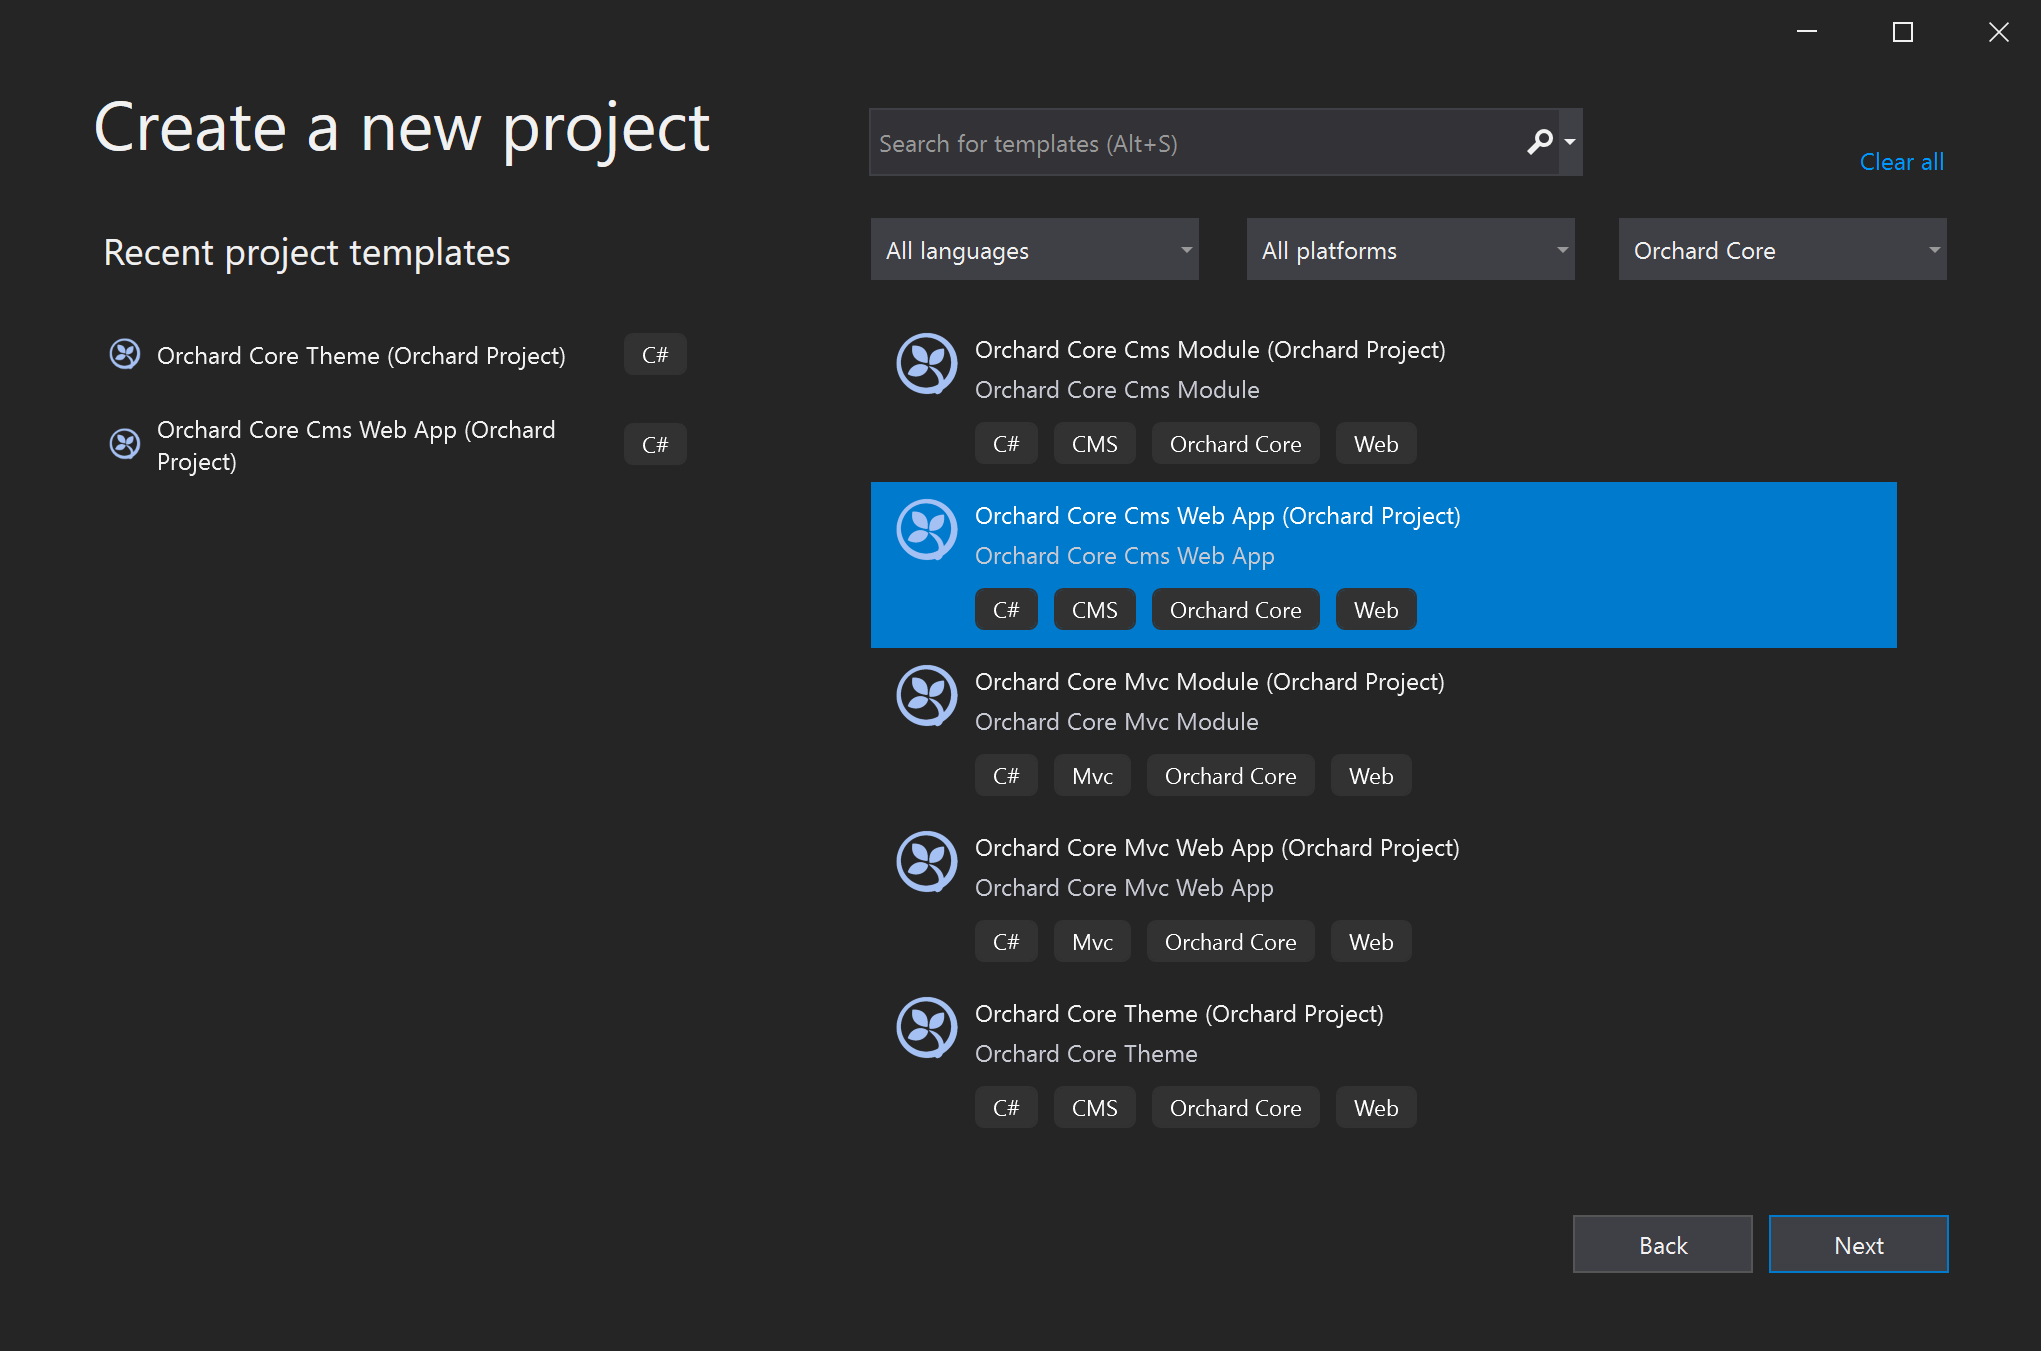 Create a new project
Search for templates (Alt+S)
Clear all
Recent project templates
All languages
All platforms
Orchard Core
Orchard Core Theme (Orchard Project)
C#
Orchard Core Cms Web App (Orchard
Project)
C#
Orchard Core Cms Module (Orchard Project)
Orchard Core Cms Module
C# CMS Orchard Core Web
Orchard Core Cms Web App (Orchard Project)
Orchard Core Cms Web App
C# CMS Orchard Core Web
Orchard Core Mvc Module (Orchard Project)
Orchard Core Mvc Module
C# Mvc Orchard Core Web
Orchard Core Mvc Web App (Orchard Project)
Orchard Core Mvc Web App
C# Mvc Orchard Core Web
Orchard Core Theme (Orchard Project)
Orchard Core Theme
C# CMS Orchard Core Web
Back
Next